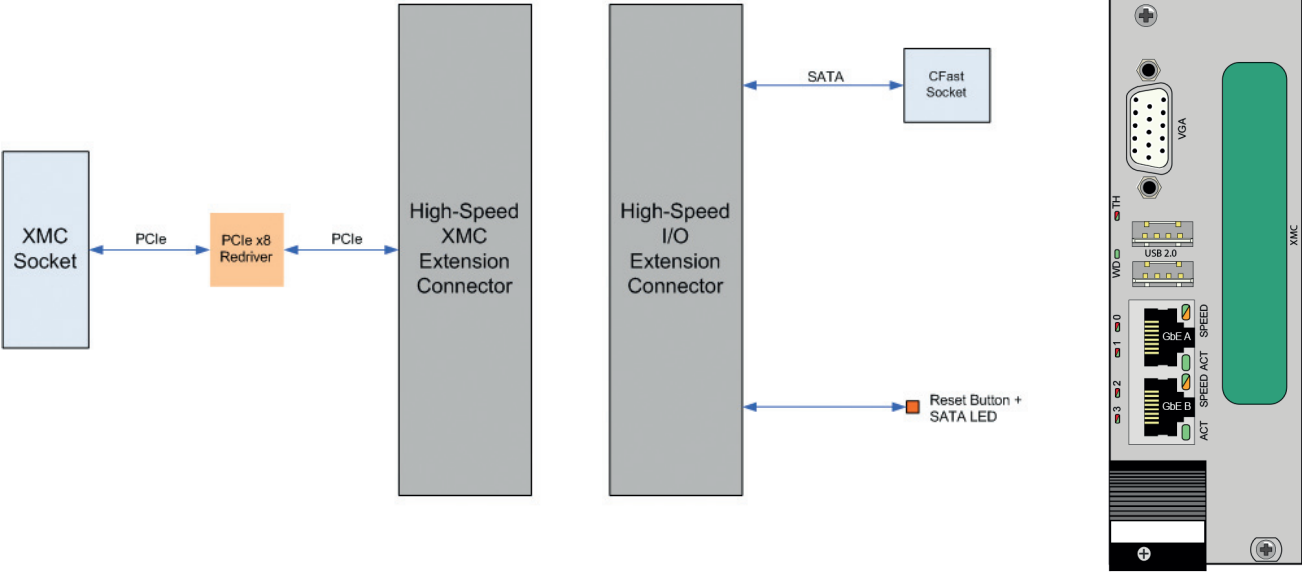 XMC
Socket
PCIe
PCIe x8
Redriver
PCIe
High-Speed
XMC
Extension
Connector
High-Speed
I/O
Extension
Connector
SATA
CFast
Socket
Reset Button +
SATA LED
VGA
TH
USB 2.0
WD
XMC
0
1
2
3
GbE A
SPEED
ACT
GbE B
SPEED
ACT